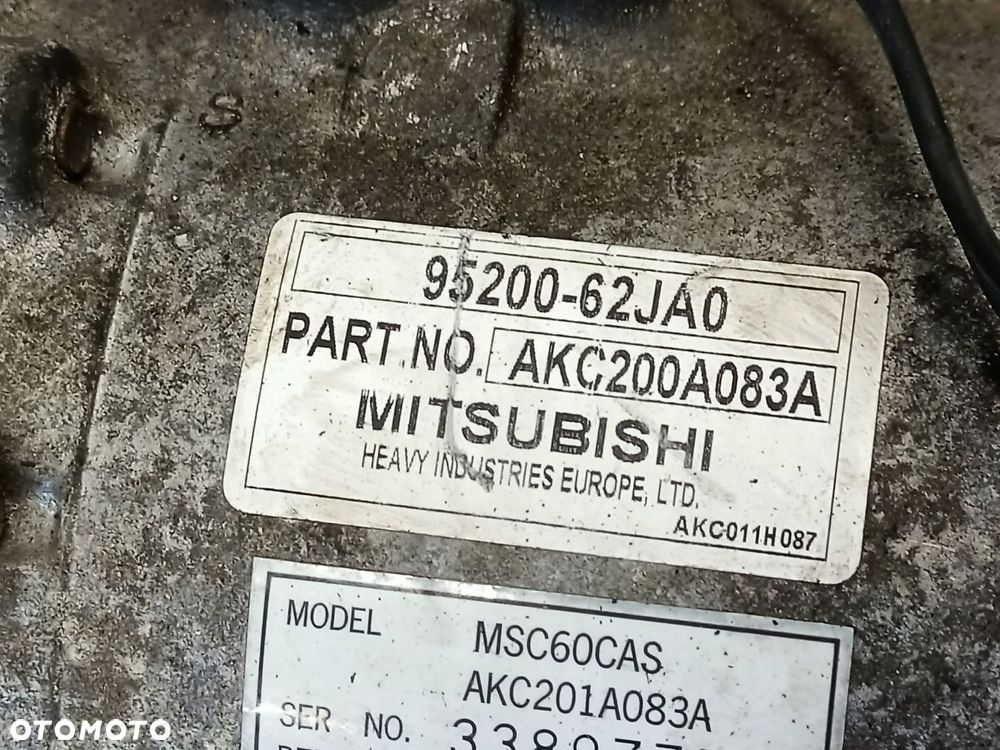 S
95200-62JA0
PART NO. AKC200A083A
MITSUBISHI
HEAVY INDUSTRIES EUROPE, LTD.
AKC011H087
MODEL MSC60CAS
AKC201A083A
SER NO.
OTOMOTO